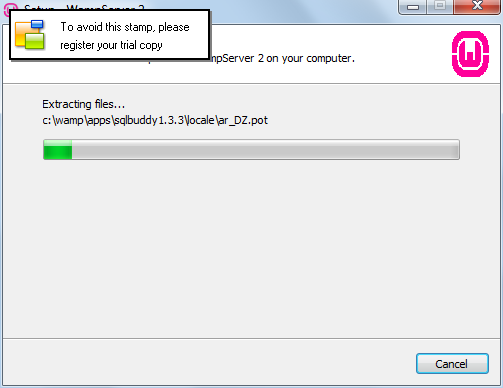 To avoid this stamp, please
register your trial copy
WampServer 2 on your computer.
Extracting files...
c:\wamp\apps\sqlbuddy1.3.3\locale\ar_DZ.pot
Cancel